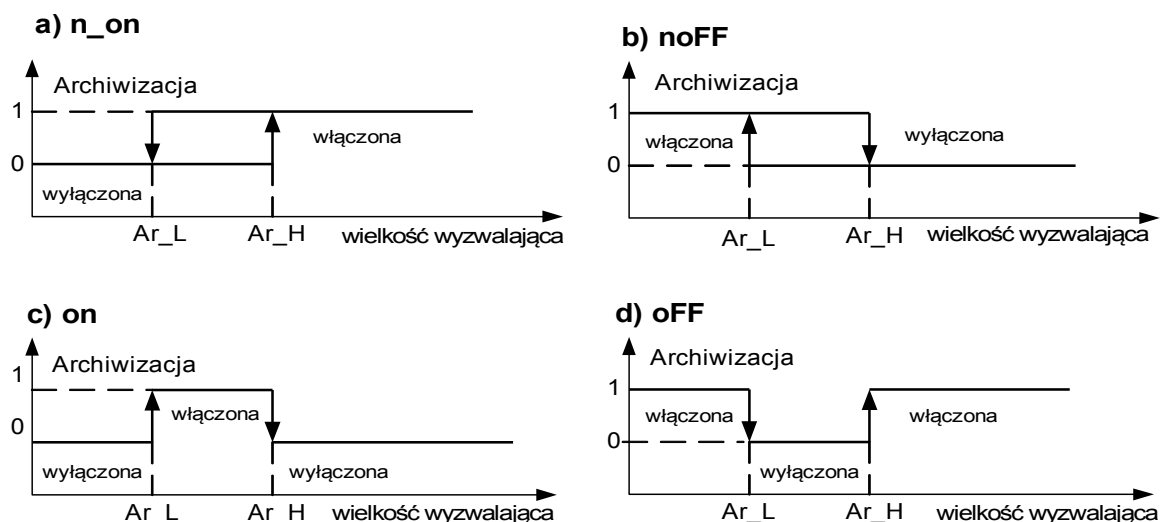 a) n_on
Archiwizacja
1
włączona
0
wyłączona
Ar_L
Ar_H
wielkość wyzwalająca
b) noFF
Archiwizacja
1
włączona
wyłączona
0
Ar_L
Ar_H
wielkość wyzwalająca
c) on
Archiwizacja
1
włączona
0
wyłączona
wyłączona
Ar_L
Ar_H
wielkość wyzwalająca
d) oFF
Archiwizacja
1
włączona
włączona
0
wyłączona
Ar_L
Ar_H
wielkość wyzwalająca